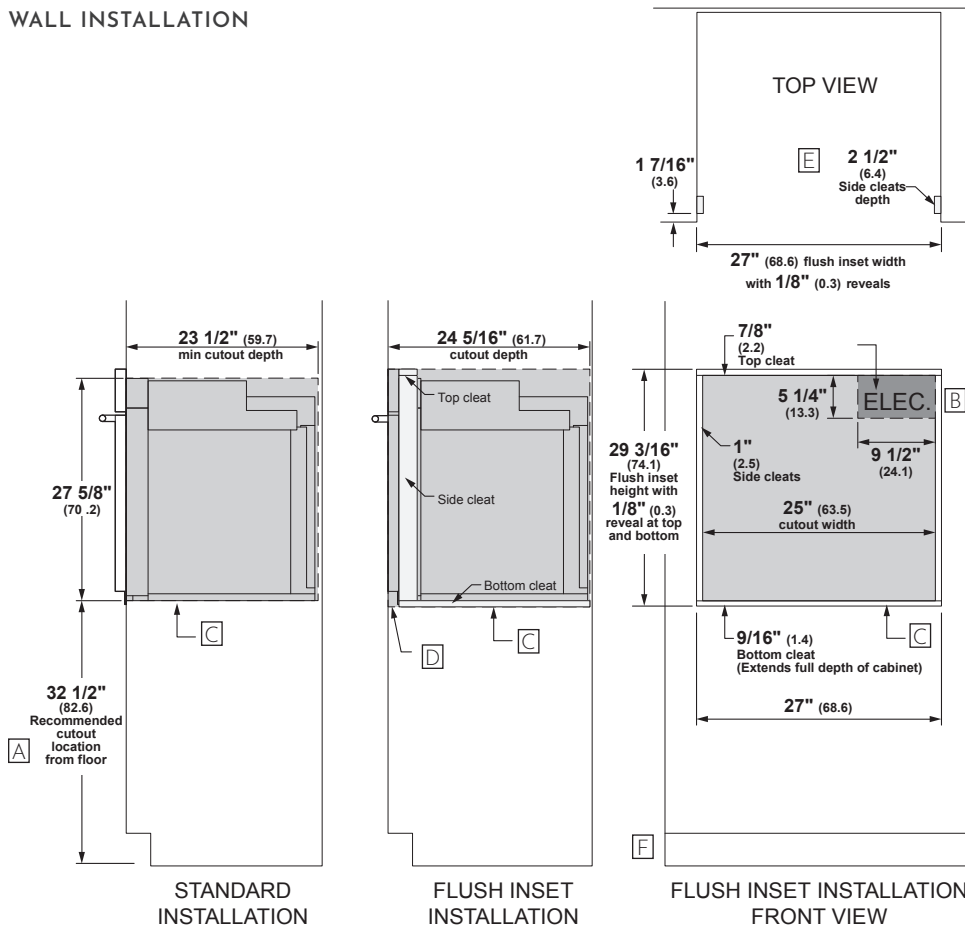 WALL INSTALLATION
TOP VIEW
E
1 7/16"
(3.6)
2 1/2"
(6.4)
Side cleats
depth
27" (68.6) flush inset width
with 1/8" (0.3) reveals
23 1/2" (59.7)
min cutout depth
27 5/8"
(70 .2)
C
32 1/2"
(82.6)
Recommended
cutout
location
from floor
A
STANDARD
INSTALLATION
24 5/16" (61.7)
cutout depth
Top cleat
Side cleat
Bottom cleat
D
C
FLUSH INSET
INSTALLATION
7/8"
(2.2)
Top cleat
5 1/4"
(13.3)
ELEC.
B
9 1/2"
(24.1)
29 3/16"
(74.1)
Flush inset
height with
1/8" (0.3)
reveal at top
and bottom
1"
(2.5)
Side cleats
25" (63.5)
cutout width
9/16" (1.4)
Bottom cleat
(Extends full depth of cabinet)
C
27" (68.6)
F
FLUSH INSET INSTALLATION
FRONT VIEW